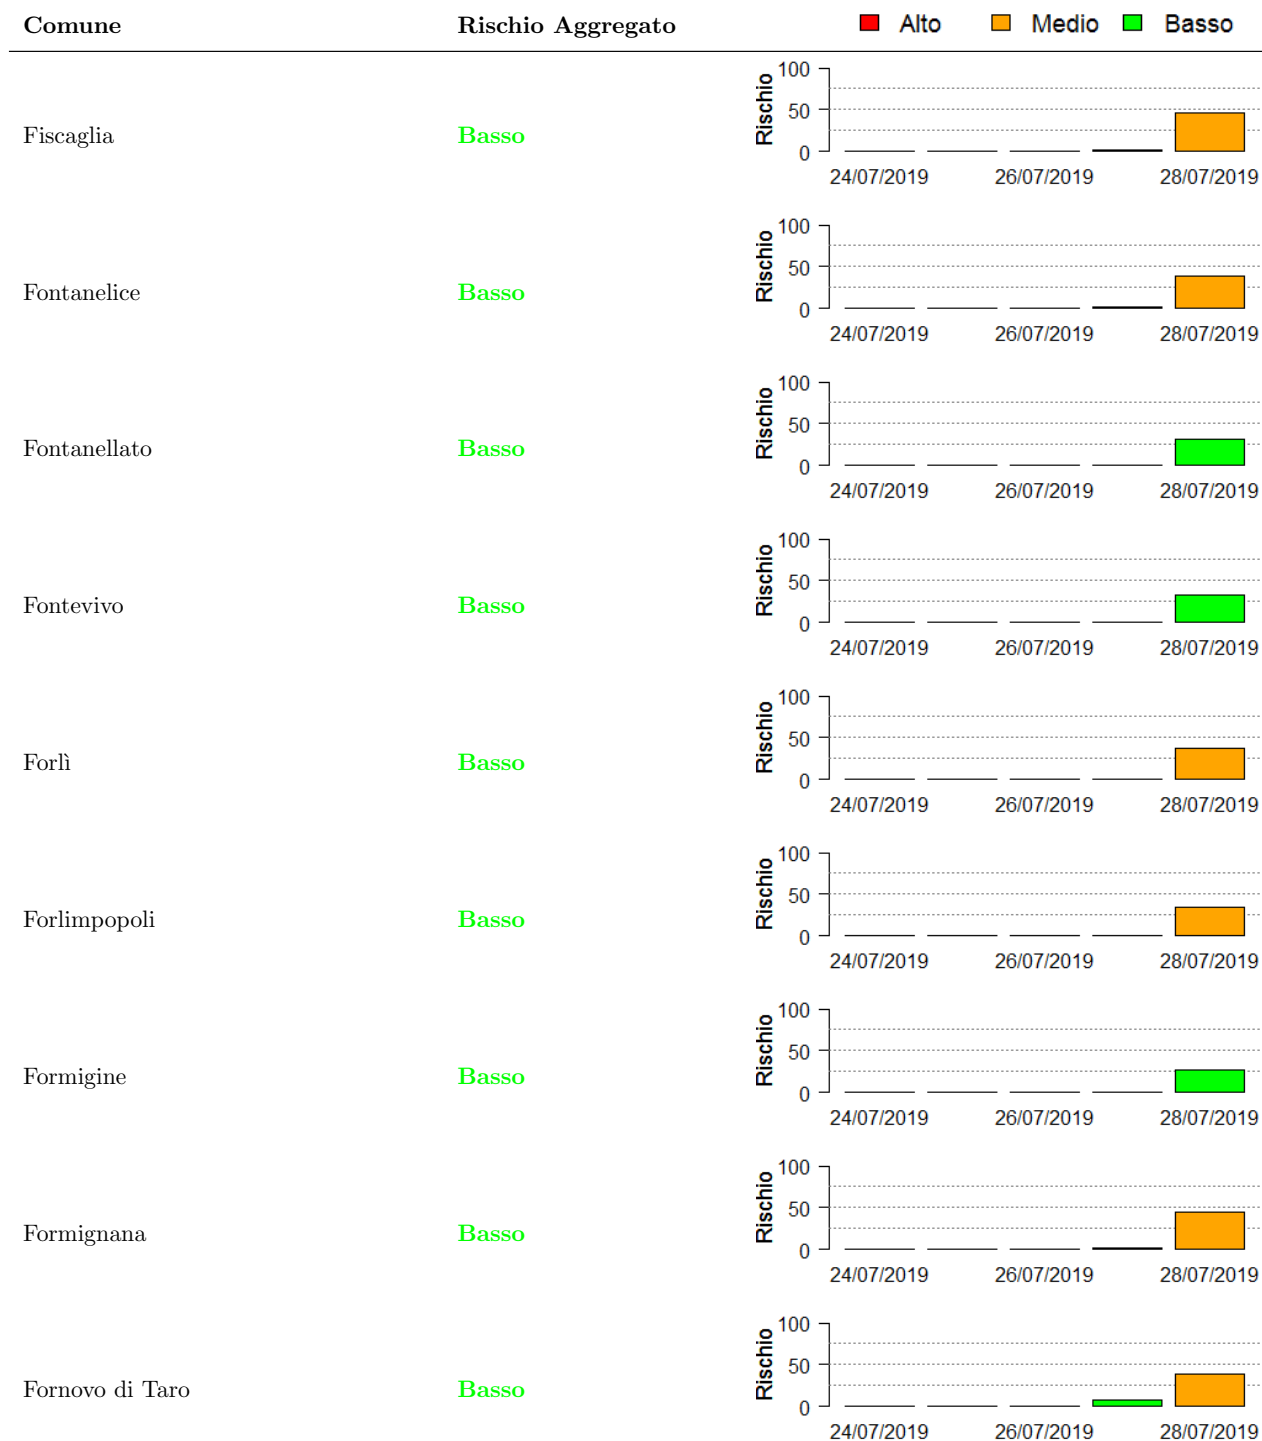 Comune Rischio Aggregato Alto Medio Basso
Fiscaglia Basso
Rischio
100
50
0
24/07/2019 26/07/2019 28/07/2019
Fontanelice Basso
Rischio
100
50
0
24/07/2019 26/07/2019 28/07/2019
Fontanellato Basso
Rischio
100
50
0
24/07/2019 26/07/2019 28/07/2019
Fontevivo Basso
Rischio
100
50
0
24/07/2019 26/07/2019 28/07/2019
Forlì Basso
Rischio
100
50
0
24/07/2019 26/07/2019 28/07/2019
Forlimpopoli Basso
Rischio
100
50
0
24/07/2019 26/07/2019 28/07/2019
Formigine Basso
Rischio
100
50
0
24/07/2019 26/07/2019 28/07/2019
Formignana Basso
Rischio
100
50
0
24/07/2019 26/07/2019 28/07/2019
Fornovo di Taro Basso
Rischio
100
50
0
24/07/2019 26/07/2019 28/07/2019